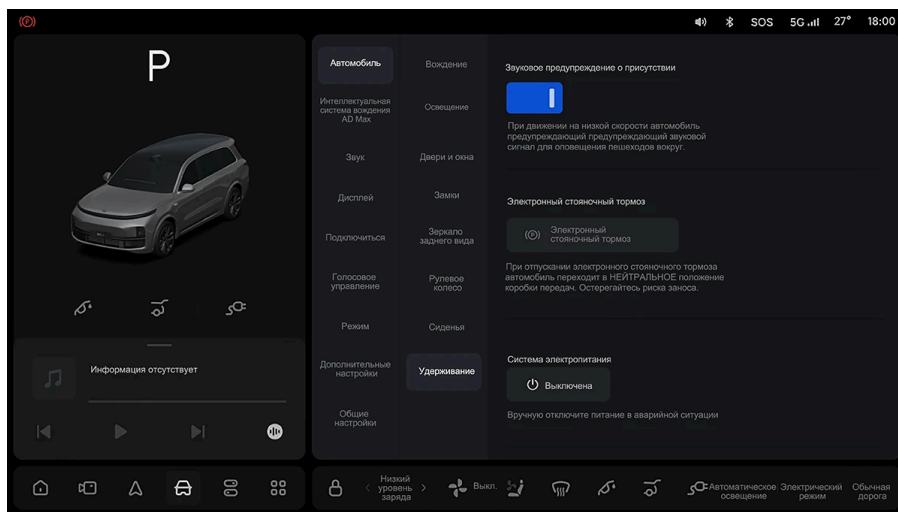 (P)
SOS
5G
27°
18:00
P
Информация отсутствует
Автомобиль
Интеллектуальная
система вождения
AD Max
Звук
Дисплей
Подключиться
Голосовое
управление
Режим
Дополнительные
настройки
Общие
настройки
Вождение
Освещение
Двери и окна
Замки
Зеркало
заднего вида
Рулевое
колесо
Сиденья
Удерживание
Звуковое предупреждение о присутствии
При движении на низкой скорости автомобиль
предупреждающий предупреждающий звуковой
сигнал для оповещения пешеходов вокруг.
Электронный стояночный тормоз
(P) Электронный
стояночный тормоз
При отпускании электронного стояночного тормоза
автомобиль переходит в НЕЙТРАЛЬНОЕ положение
коробки передач. Остерегайтесь риска заноса.
Система электропитания
Выключена
Вручную отключите питание в аварийной ситуации
Низкий
уровень
заряда
Выкл.
Автоматическое
освещение
Электрический
режим
Обычная
дорога